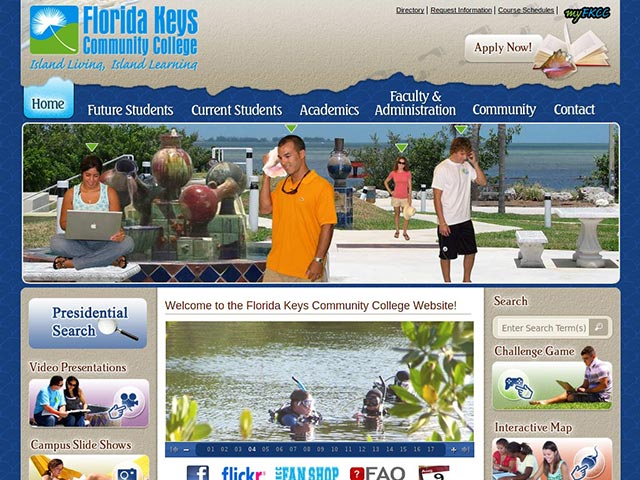 Florida Keys
Community College
Island Living, Island Learning
Directory | Request Information | Course Schedules | myFKCC
Apply Now!
Home
Future Students
Current Students
Academics
Faculty &
Administration
Community
Contact
Presidential
Search
Video Presentations
Campus Slide Shows
Welcome to the Florida Keys Community College Website!
01 02 03 04 05 06 07 08 09 10 11 12 13 14 15 16 17
flickr
FKCC FAN SHOP
? FAQ
9
Search
Enter Search Term(s)
Challenge Game
Interactive Map